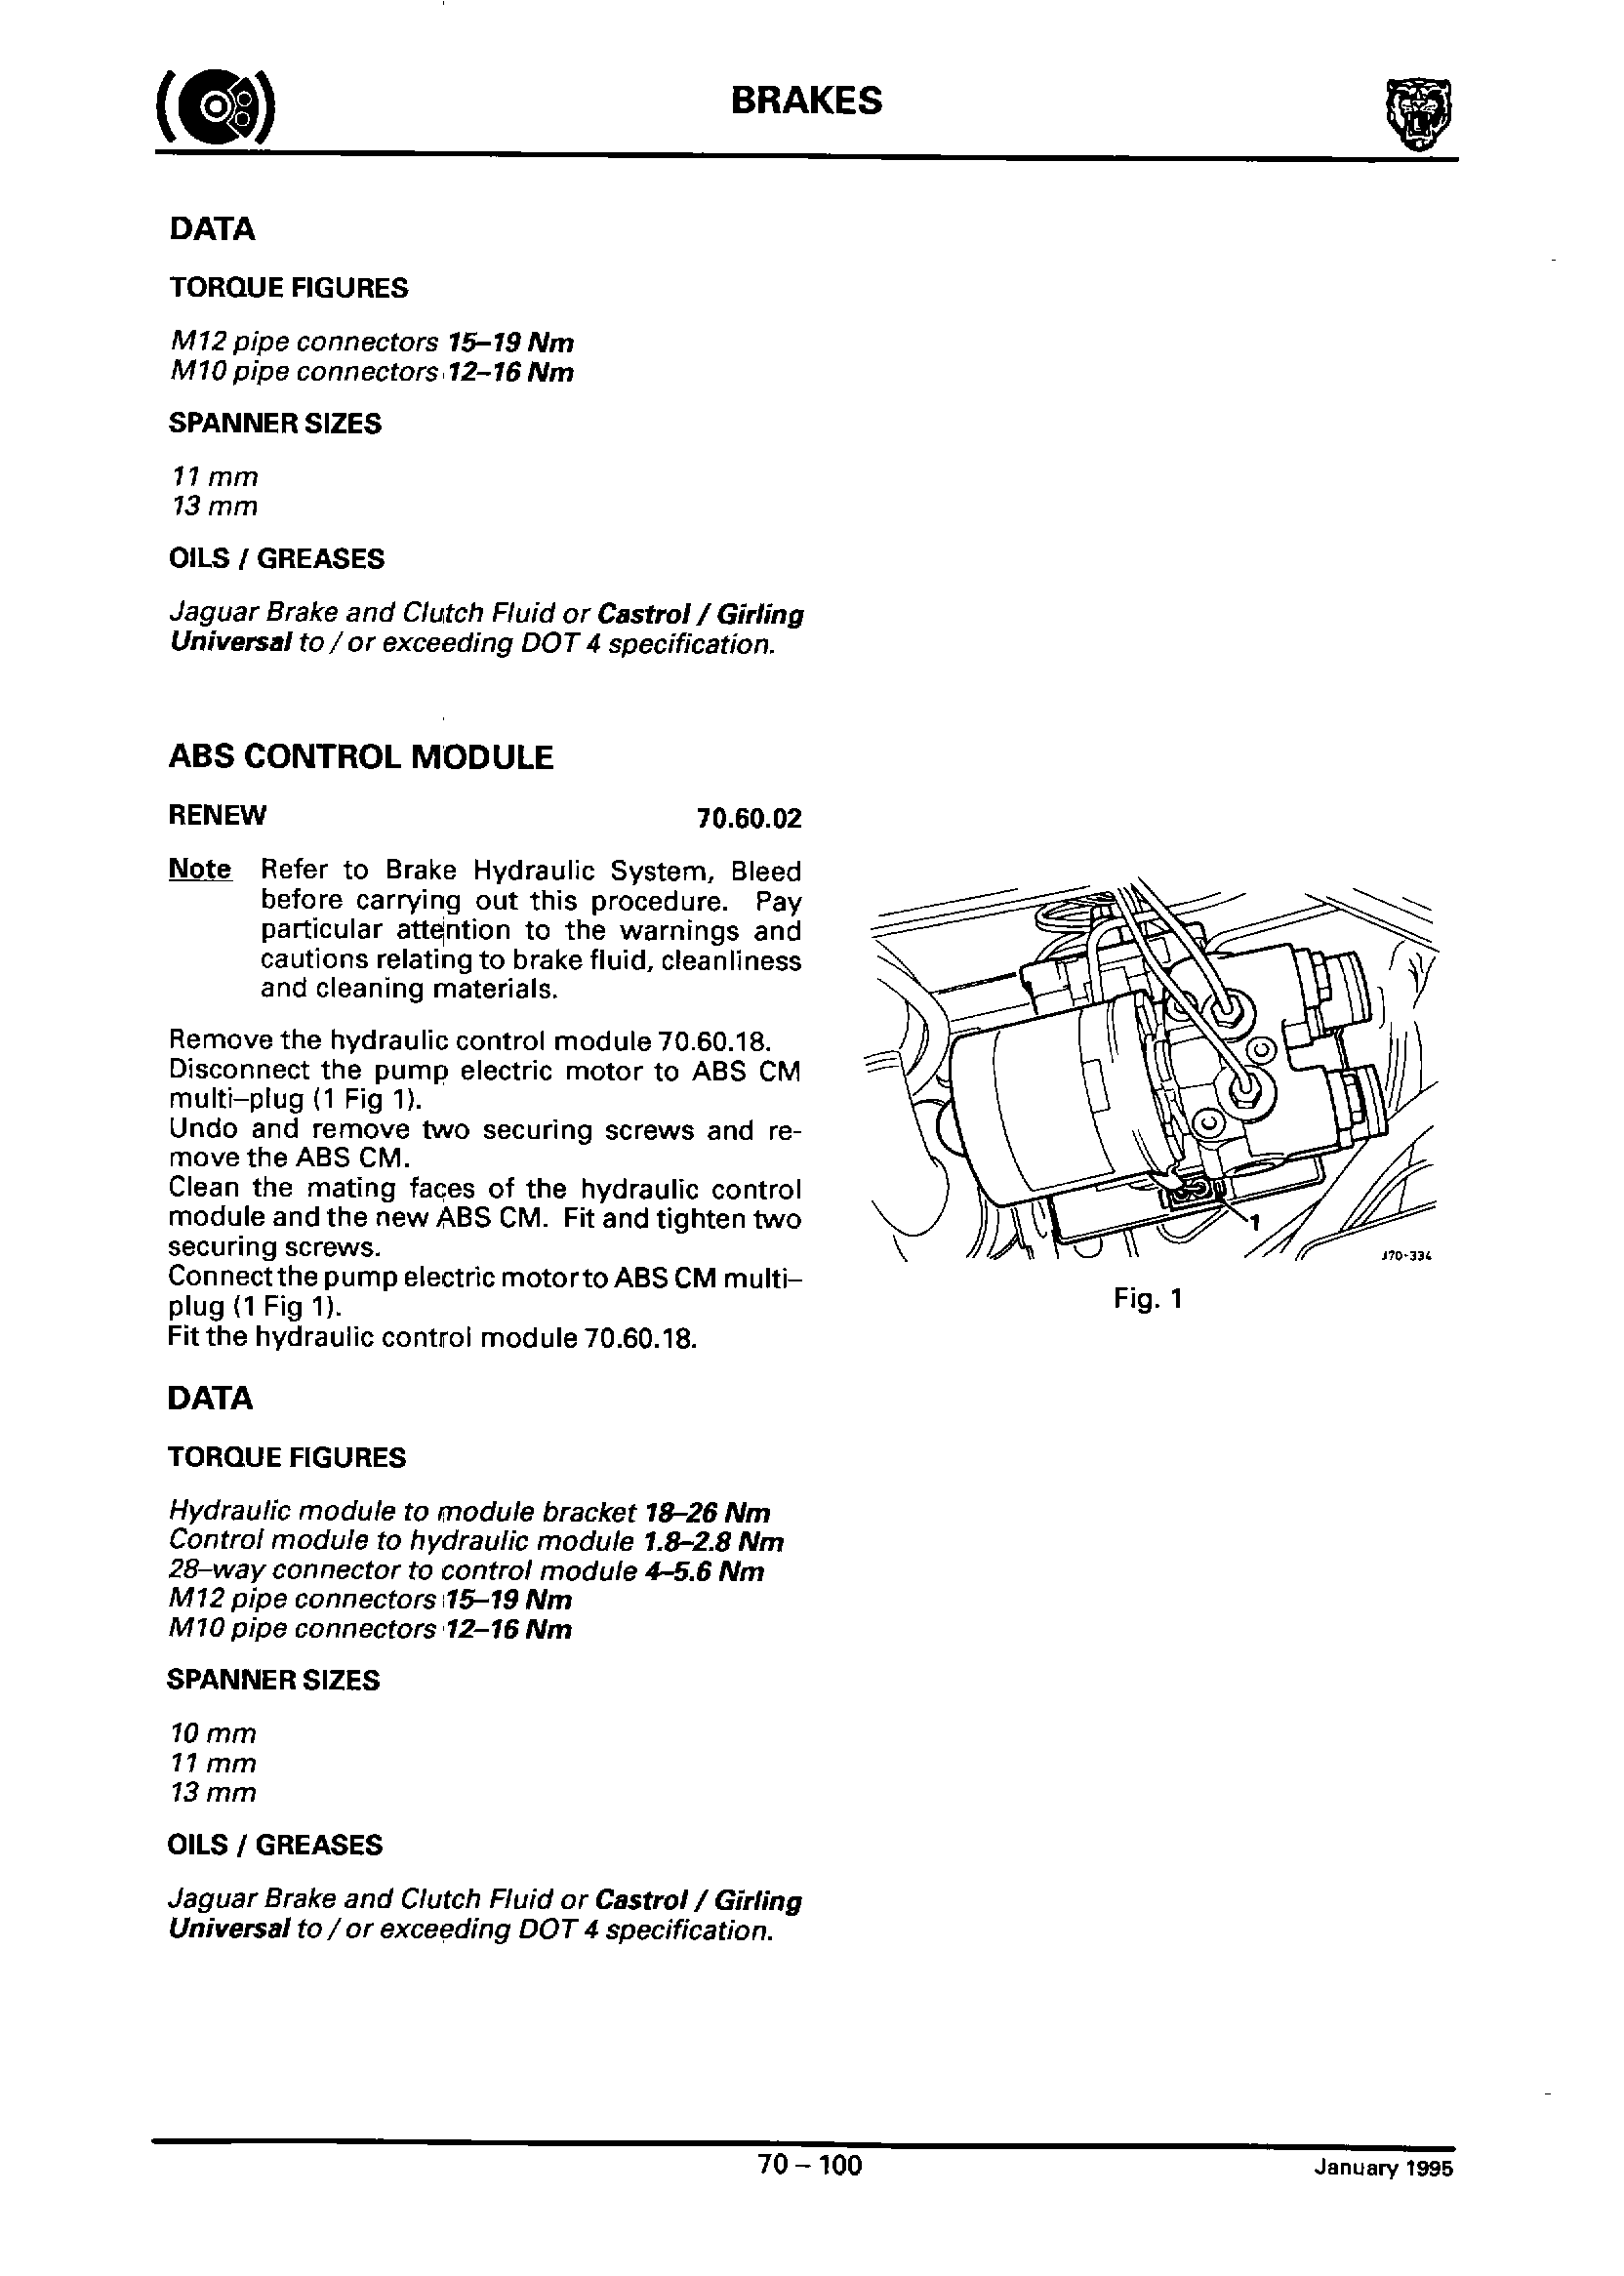 BRAKES
DATA
TORQUE FIGURES
M12 pipe connectors 15–19 Nm
M10 pipe connectors 12–16 Nm
SPANNER SIZES
11 mm
13 mm
OILS / GREASES
Jaguar Brake and Clutch Fluid or Castrol / Girling
Universal to / or exceeding DOT 4 specification.
ABS CONTROL MODULE
RENEW 70.60.02
Note Refer to Brake Hydraulic System, Bleed
before carrying out this procedure. Pay
particular attention to the warnings and
cautions relating to brake fluid, cleanliness
and cleaning materials.
Remove the hydraulic control module 70.60.18.
Disconnect the pump electric motor to ABS CM
multi–plug (1 Fig 1).
Undo and remove two securing screws and re-
move the ABS CM.
Clean the mating faces of the hydraulic control
module and the new ABS CM. Fit and tighten two
securing screws.
Connect the pump electric motor to ABS CM multi–
plug (1 Fig 1).
Fit the hydraulic control module 70.60.18.
1
J70-334
Fig. 1
DATA
TORQUE FIGURES
Hydraulic module to module bracket 18–26 Nm
Control module to hydraulic module 1.8–2.8 Nm
28–way connector to control module 4–5.6 Nm
M12 pipe connectors 15–19 Nm
M10 pipe connectors 12–16 Nm
SPANNER SIZES
10 mm
11 mm
13 mm
OILS / GREASES
Jaguar Brake and Clutch Fluid or Castrol / Girling
Universal to / or exceeding DOT 4 specification.
70 – 100
January 1995